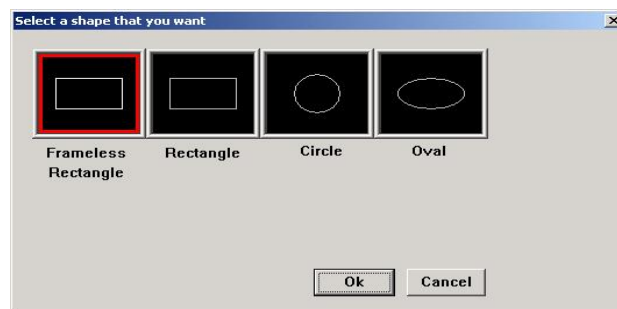 Select a shape that you want
Frameless
Rectangle
Rectangle
Circle
Oval
Ok
Cancel